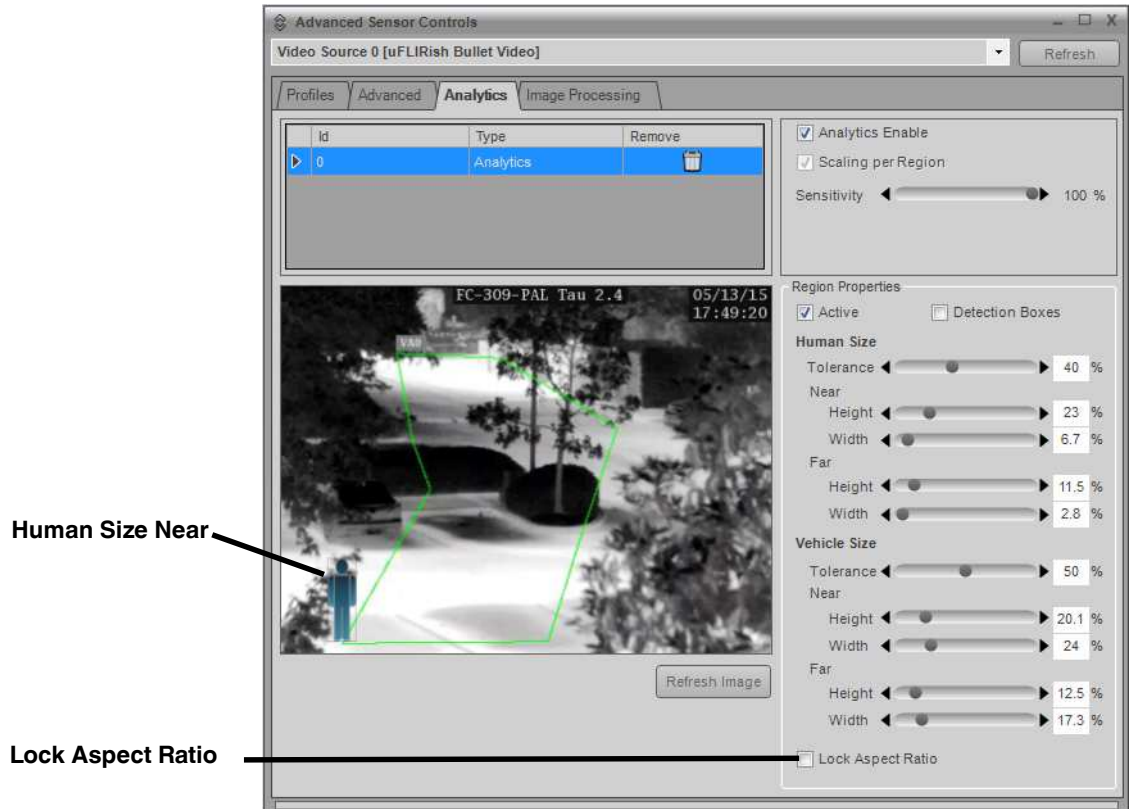 Advanced Sensor Controls
Video Source 0 [uFLIRish Bullet Video]
Refresh
Profiles Advanced Analytics Image Processing
Id Type Remove
0 Analytics
Analytics Enable
Scaling per Region
Sensitivity 100 %
FC-309-PAL Tau 2.4 05/13/15
17:49:20
VA0
Refresh Image
Region Properties
Active Detection Boxes
Human Size
Tolerance 40 %
Near
Height 23 %
Width 6.7 %
Far
Height 11.5 %
Width 2.8 %
Vehicle Size
Tolerance 50 %
Near
Height 20.1 %
Width 24 %
Far
Height 12.5 %
Width 17.3 %
Lock Aspect Ratio
Human Size Near
Lock Aspect Ratio